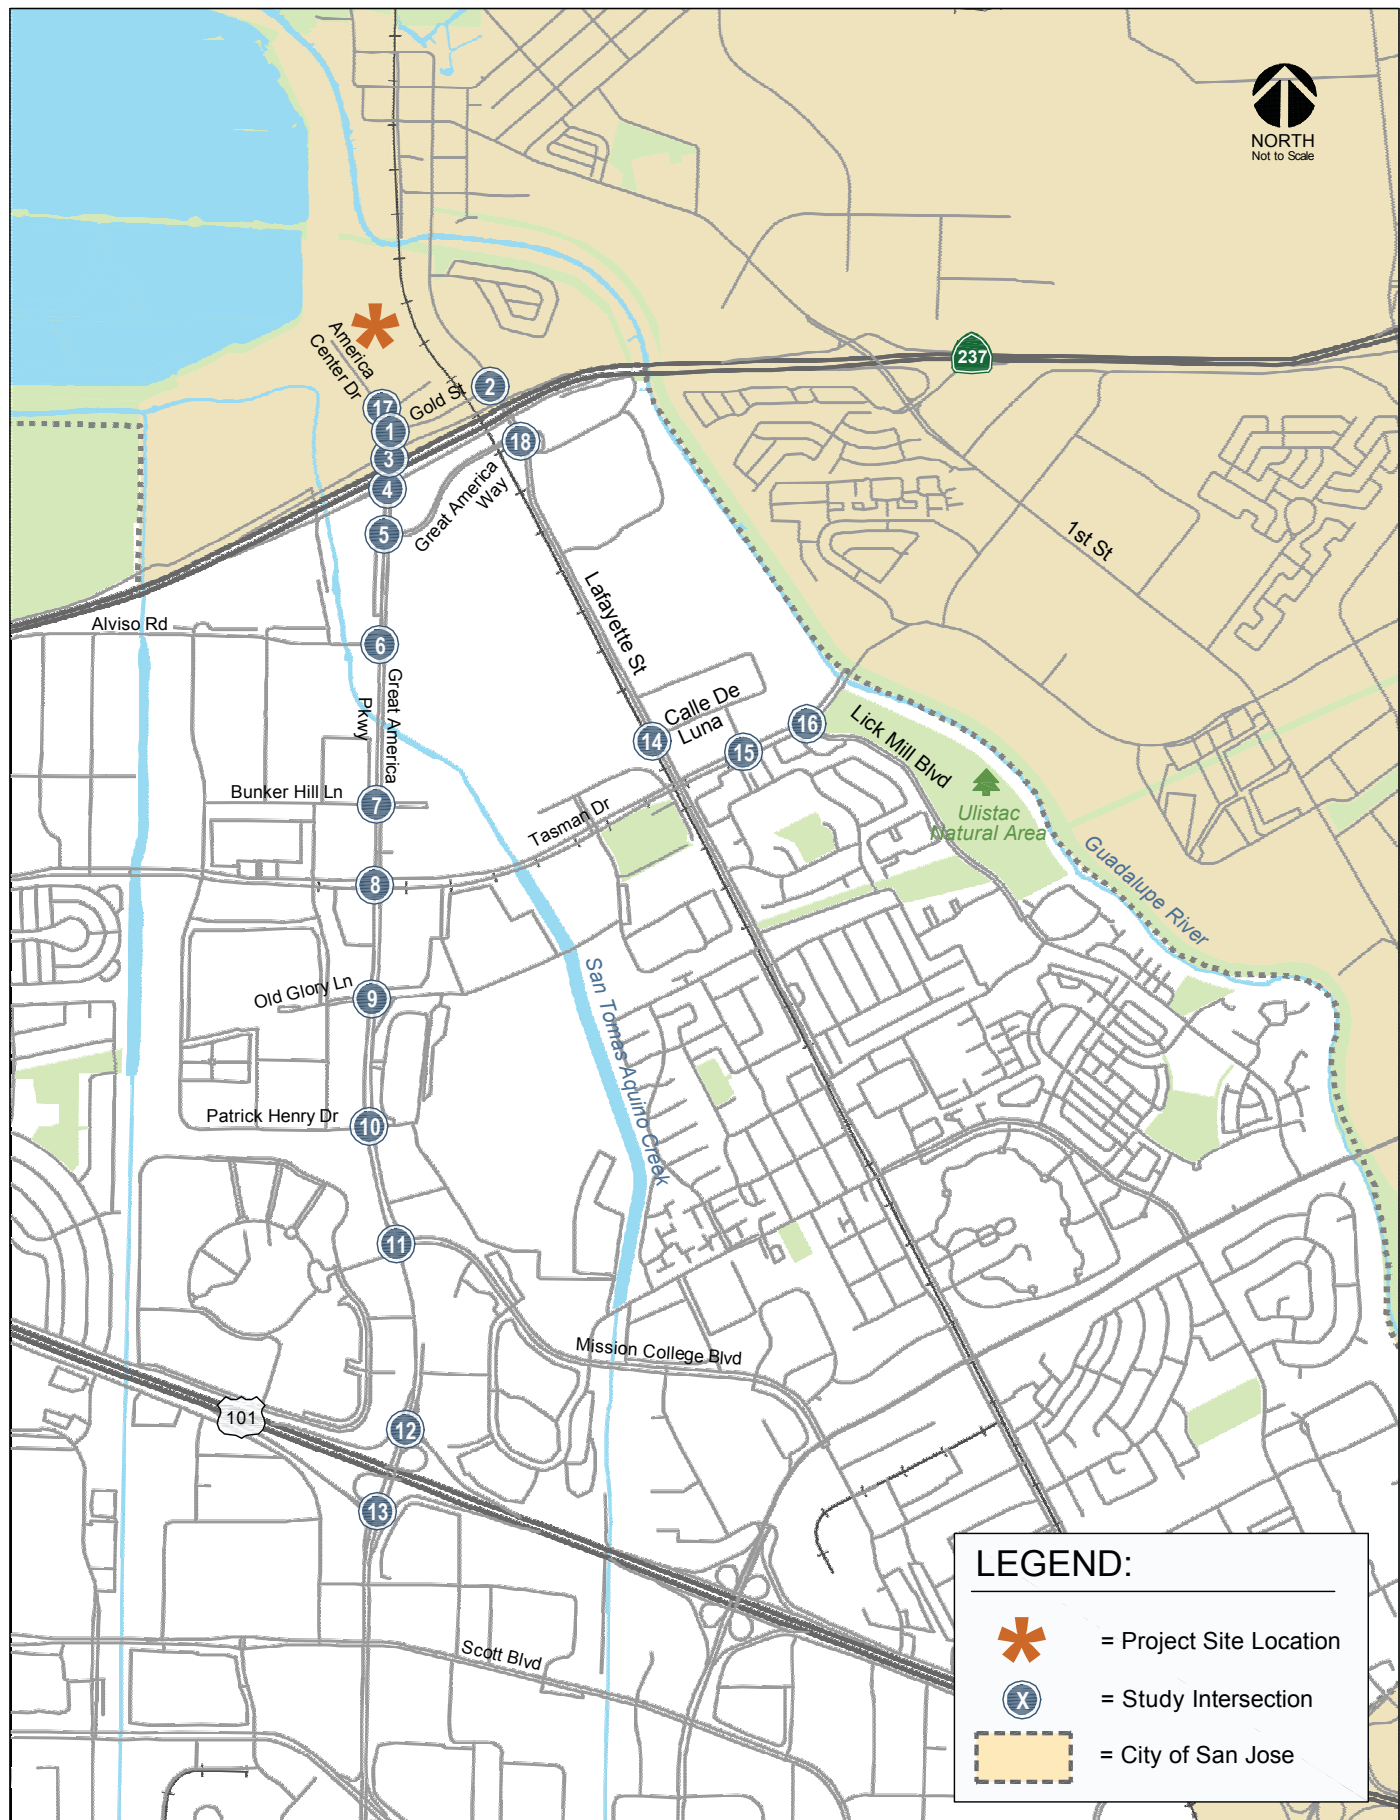 NORTH
Not to Scale
237
America
Center Dr
17
Gold St
2
1
3
18
4
Great America
Way
5
1st St
Lafayette St
Alviso Rd
6
Great America
Pkwy
Calle De
Luna
14
15
16
Lick Mill Blvd
Ulistac
Natural Area
Bunker Hill Ln
7
Tasman Dr
Guadalupe River
8
San Tomas Aquino Creek
Old Glory Ln
9
Patrick Henry Dr
10
11
Mission College Blvd
101
12
13
Scott Blvd
LEGEND:
= Project Site Location
X
= Study Intersection
= City of San Jose